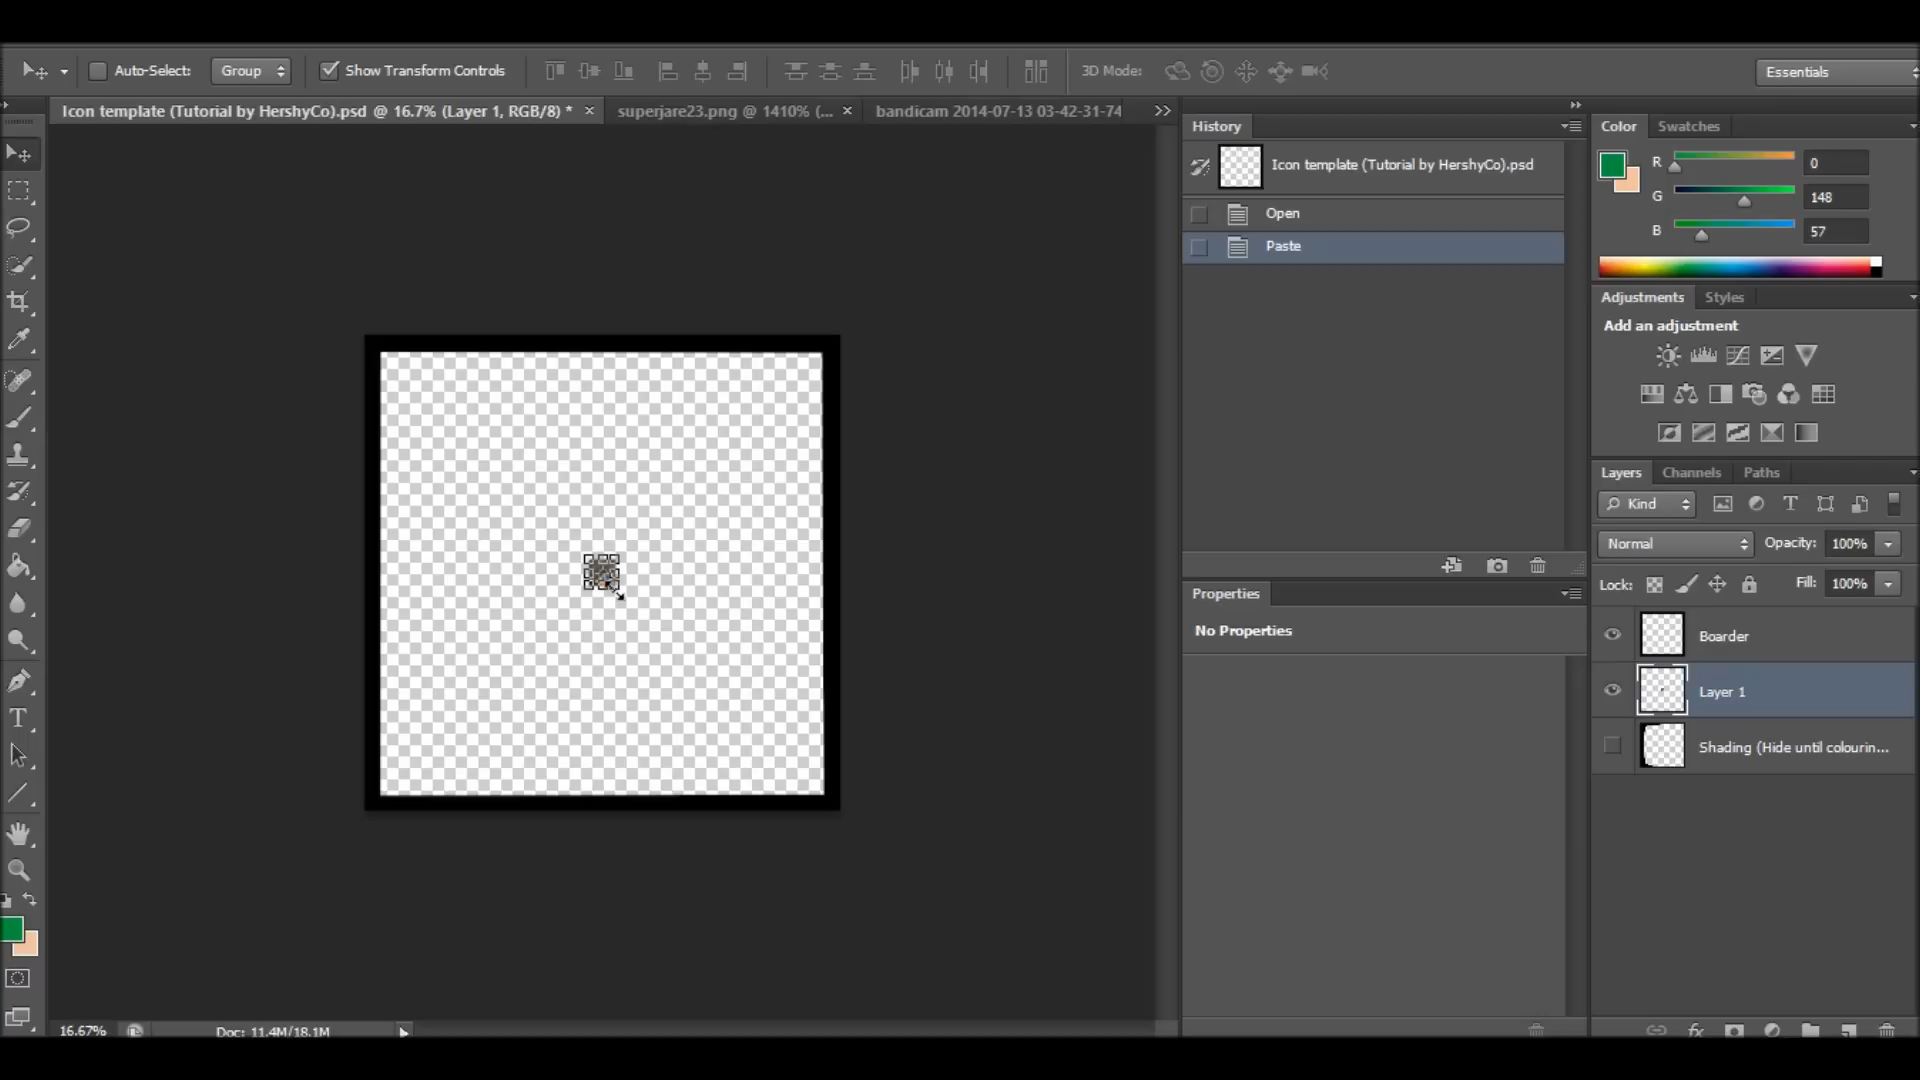 Auto-Select:
Group
Show Transform Controls
3D Mode:
Essentials
Icon template (Tutorial by HershyCo).psd @ 16.7% (Layer 1, RGB/8) *
superjare23.png @ 1410% (...
bandicam 2014-07-13 03-42-31-74
History
Icon template (Tutorial by HershyCo).psd
Open
Paste
Properties
No Properties
Color
Swatches
R
0
G
148
B
57
Adjustments
Styles
Add an adjustment
Layers
Channels
Paths
Kind
Normal
Opacity:
100%
Lock:
Fill:
100%
Boarder
Layer 1
Shading (Hide until colourin...
16.67%
Doc: 11.4M/18.1M